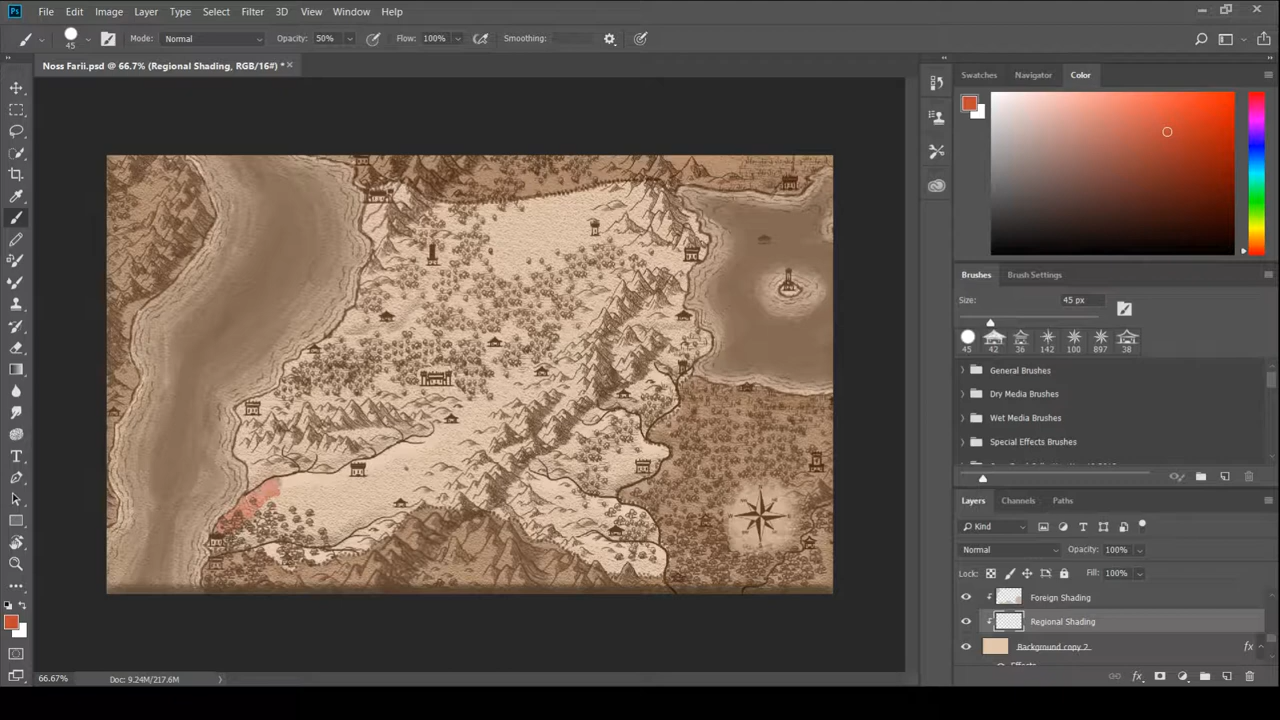 Ps File Edit Image Layer Type Select Filter 3D View Window Help
45 Mode: Normal Opacity: 50% Flow: 100% Smoothing:
Noss Farii.psd @ 66.7% (Regional Shading, RGB/16#) *
Swatches Navigator Color
Brushes Brush Settings
Size: 45 px
45 42 36 142 100 897 38
General Brushes
Dry Media Brushes
Wet Media Brushes
Special Effects Brushes
Layers Channels Paths
Kind
Normal Opacity: 100%
Lock: Fill: 100%
Foreign Shading
Regional Shading
Background copy 2 fx
Effects
66.67% Doc: 9.24M/217.6M
fx